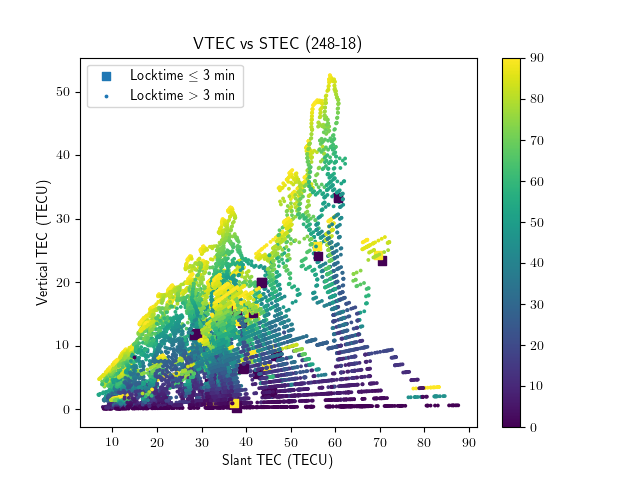 VTEC vs STEC (248-18)
Locktime ≤ 3 min
Locktime > 3 min
Vertical TEC (TECU)
50
40
30
20
10
0
10 20 30 40 50 60 70 80 90
Slant TEC (TECU)
90
80
70
60
50
40
30
20
10
0